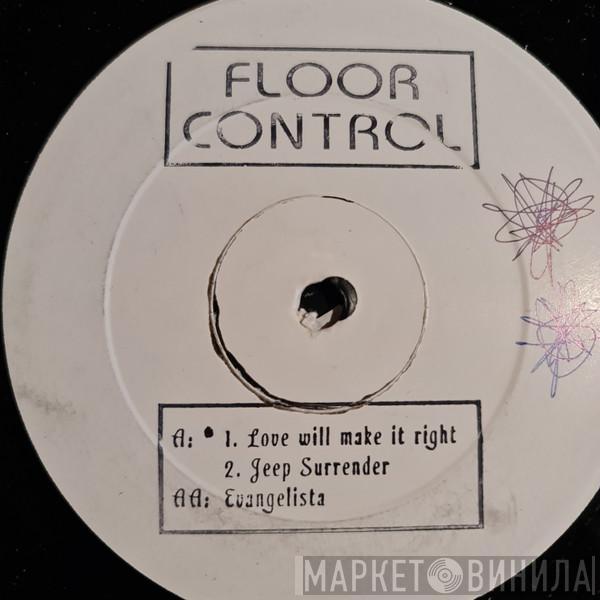 FLOOR
CONTROL
A: 1. Love will make it right
2. Jeep Surrender
AA: Evangelista
МАРКЕТ ВИНИЛА